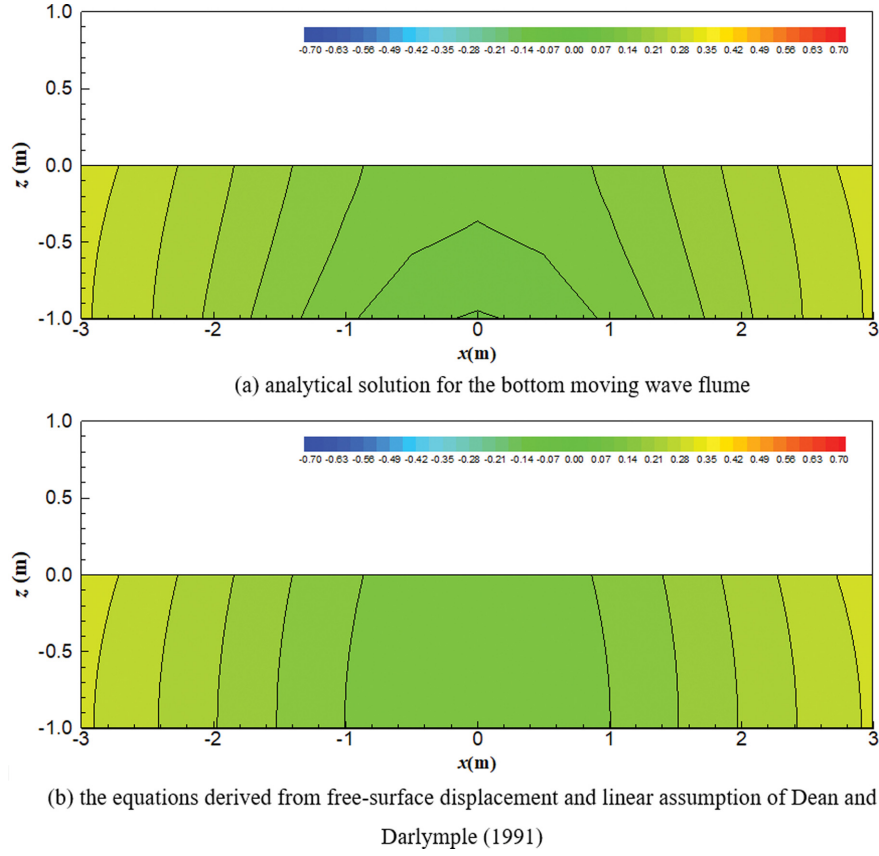 1.0
-0.70 -0.63 -0.56 -0.49 -0.42 -0.35 -0.28 -0.21 -0.14 -0.07 0.00 0.07 0.14 0.21 0.28 0.35 0.42 0.49 0.56 0.63 0.70
0.5
z (m)
0.0
-0.5
-1.0
-3 -2 -1 0 1 2 3
x(m)
(a) analytical solution for the bottom moving wave flume
1.0
-0.70 -0.63 -0.56 -0.49 -0.42 -0.35 -0.28 -0.21 -0.14 -0.07 0.00 0.07 0.14 0.21 0.28 0.35 0.42 0.49 0.56 0.63 0.70
0.5
z (m)
0.0
-0.5
-1.0
-3 -2 -1 0 1 2 3
x(m)
(b) the equations derived from free-surface displacement and linear assumption of Dean and
Darlymple (1991)